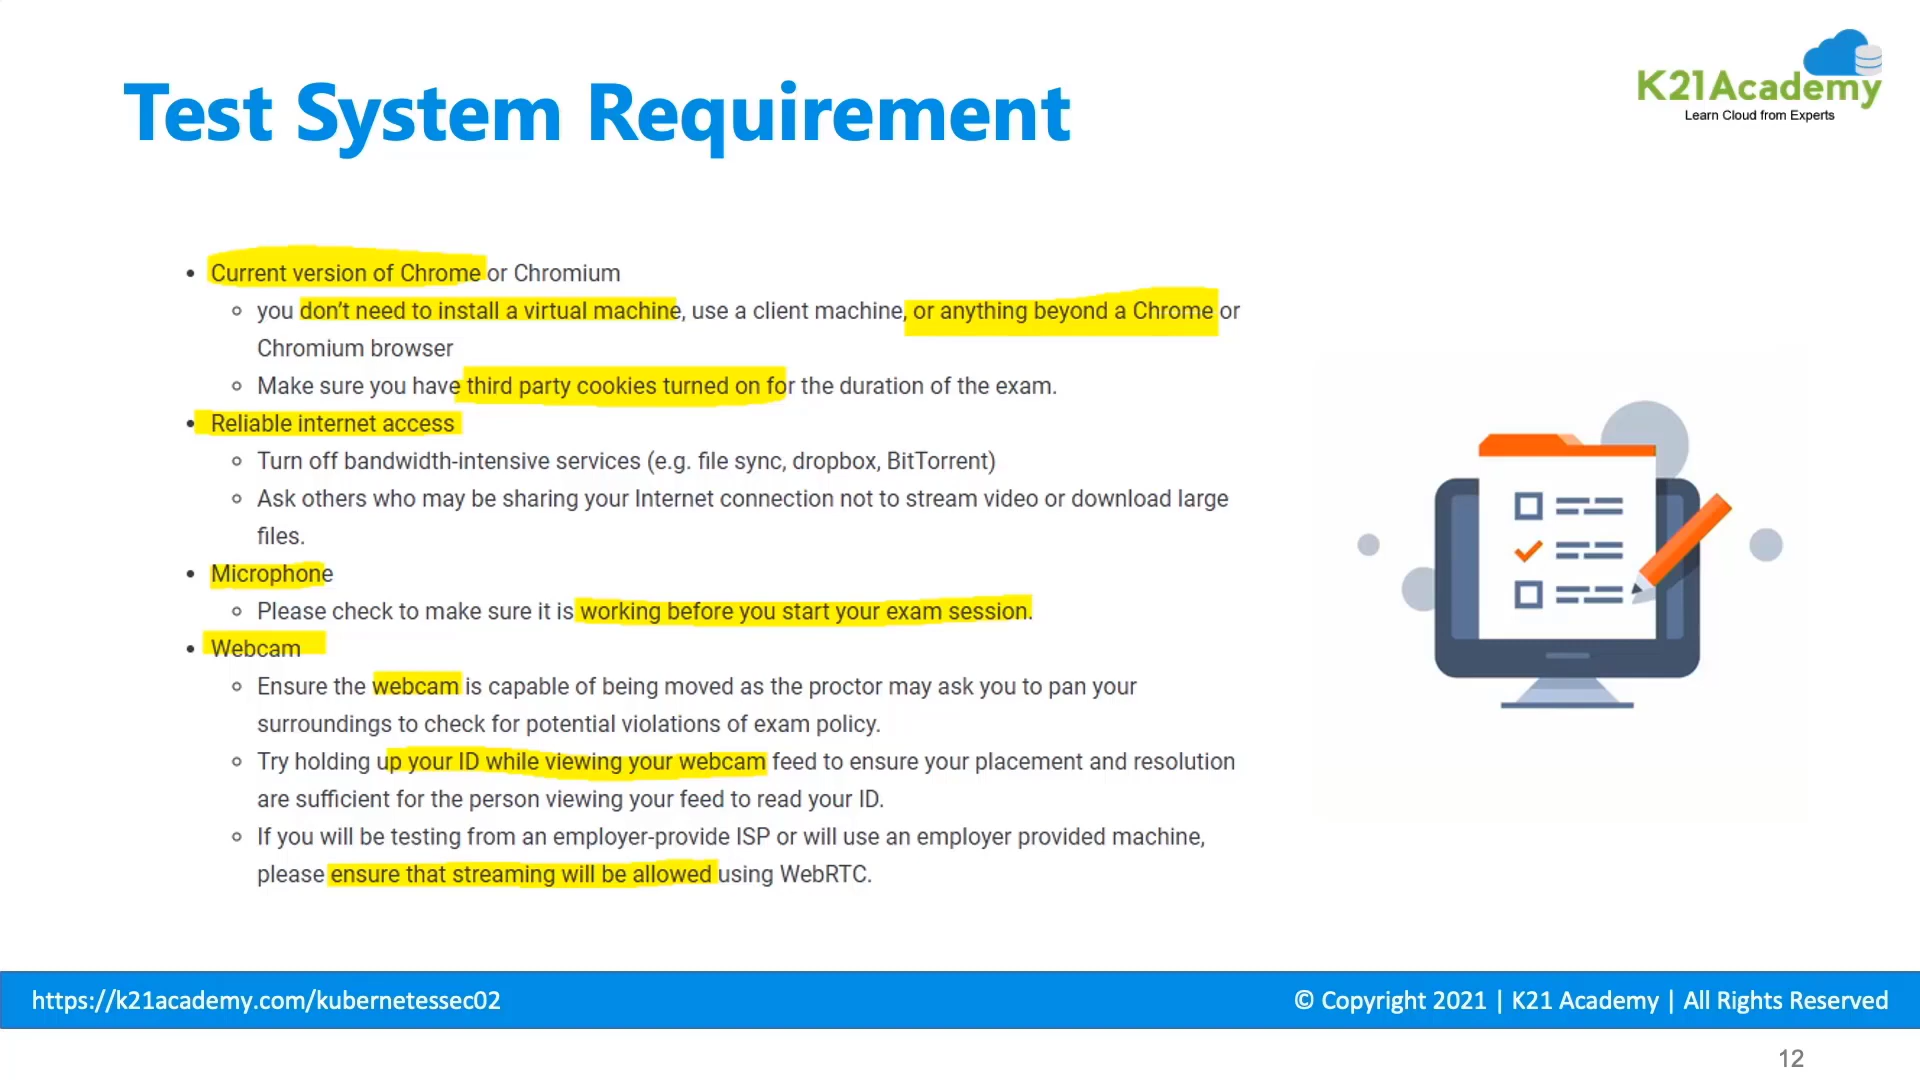 K21Academy
Learn Cloud from Experts
Test System Requirement
• Current version of Chrome or Chromium
◦ you don’t need to install a virtual machine, use a client machine, or anything beyond a Chrome or
Chromium browser
◦ Make sure you have third party cookies turned on for the duration of the exam.
• Reliable internet access
◦ Turn off bandwidth-intensive services (e.g. file sync, dropbox, BitTorrent)
◦ Ask others who may be sharing your Internet connection not to stream video or download large
files.
• Microphone
◦ Please check to make sure it is working before you start your exam session.
• Webcam
◦ Ensure the webcam is capable of being moved as the proctor may ask you to pan your
surroundings to check for potential violations of exam policy.
◦ Try holding up your ID while viewing your webcam feed to ensure your placement and resolution
are sufficient for the person viewing your feed to read your ID.
◦ If you will be testing from an employer-provide ISP or will use an employer provided machine,
please ensure that streaming will be allowed using WebRTC.
https://k21academy.com/kubernetessec02
© Copyright 2021 | K21 Academy | All Rights Reserved
12